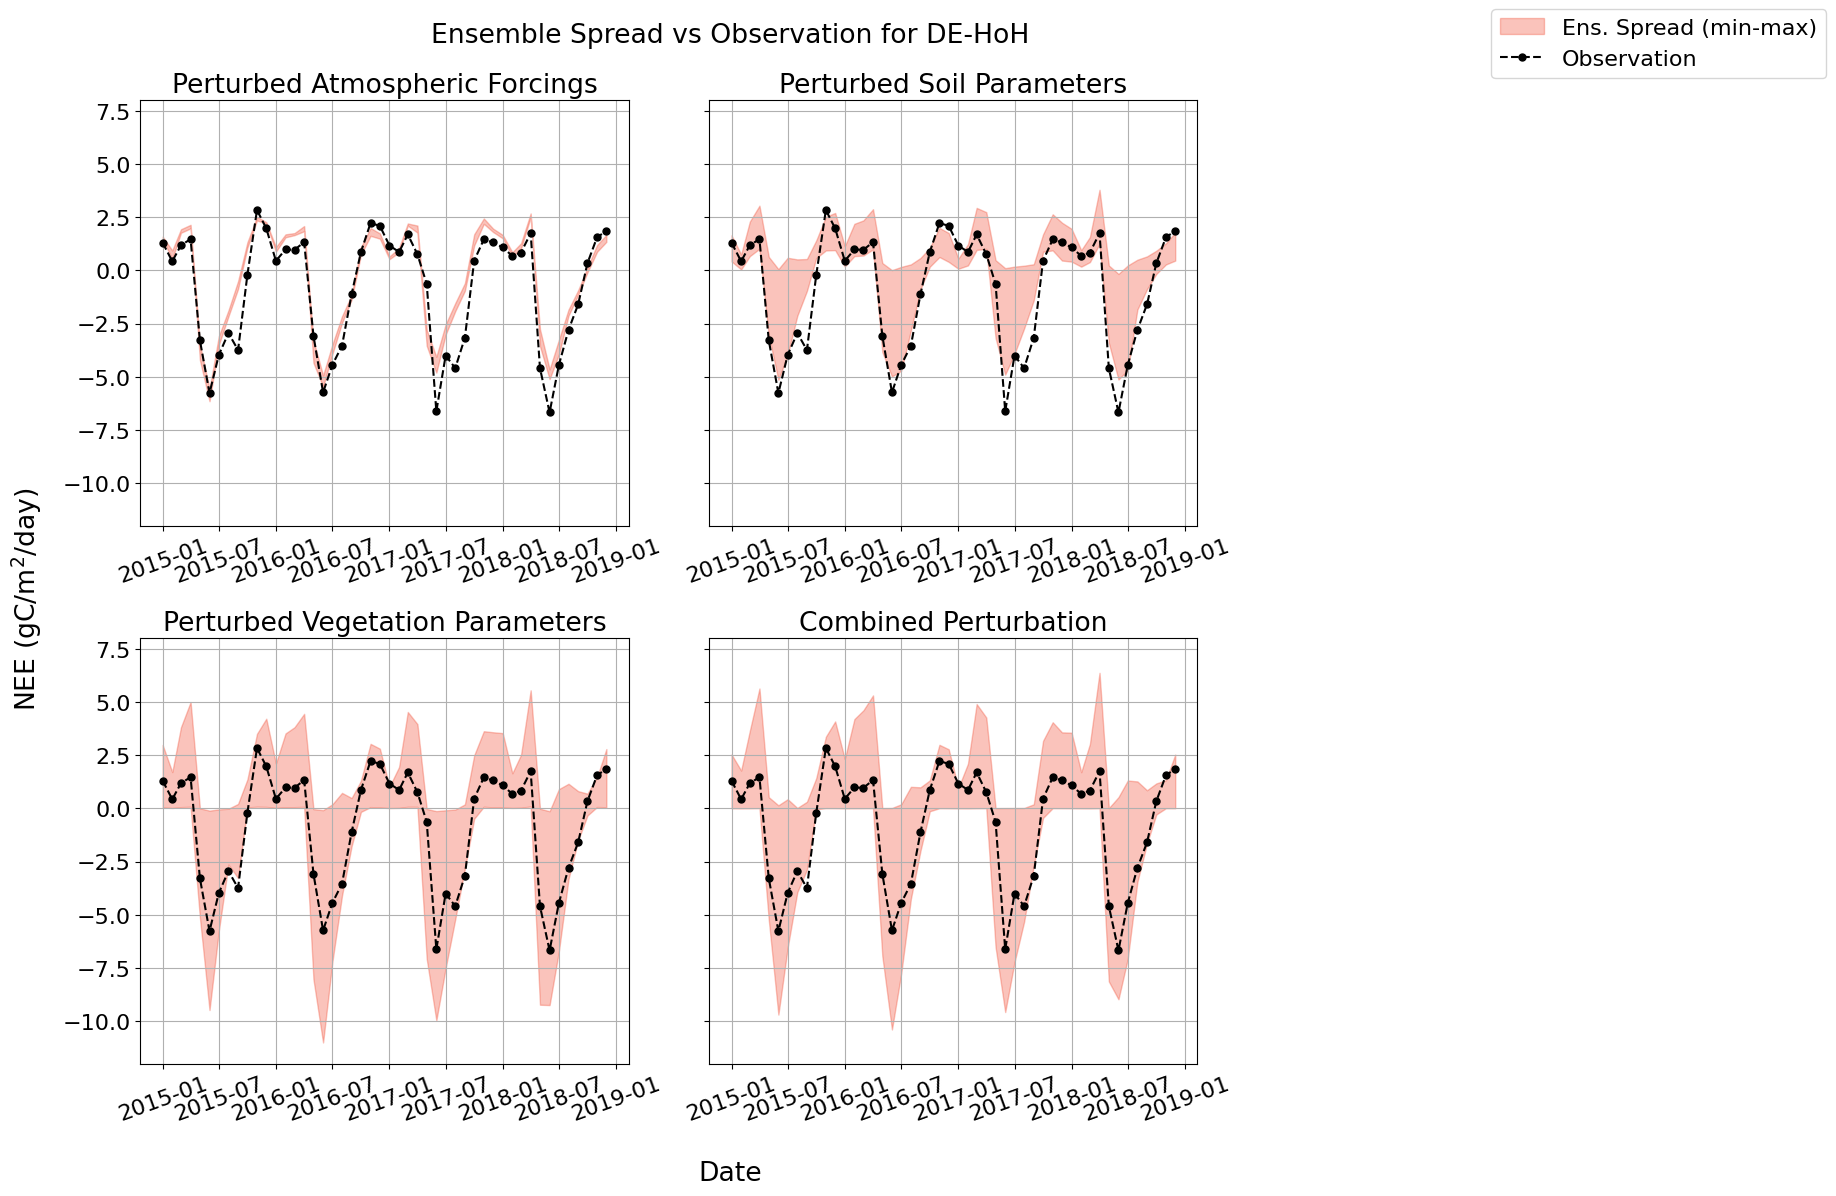 Ensemble Spread vs Observation for DE-HoH
Ens. Spread (min-max)
Observation
Perturbed Atmospheric Forcings
7.5
5.0
2.5
0.0
−2.5
−5.0
−7.5
−10.0
2015-01 2015-07 2016-01 2016-07 2017-01 2017-07 2018-01 2018-07 2019-01
Perturbed Soil Parameters
2015-01 2015-07 2016-01 2016-07 2017-01 2017-07 2018-01 2018-07 2019-01
NEE (gC/m²/day)
Perturbed Vegetation Parameters
7.5
5.0
2.5
0.0
−2.5
−5.0
−7.5
−10.0
2015-01 2015-07 2016-01 2016-07 2017-01 2017-07 2018-01 2018-07 2019-01
Combined Perturbation
2015-01 2015-07 2016-01 2016-07 2017-01 2017-07 2018-01 2018-07 2019-01
Date